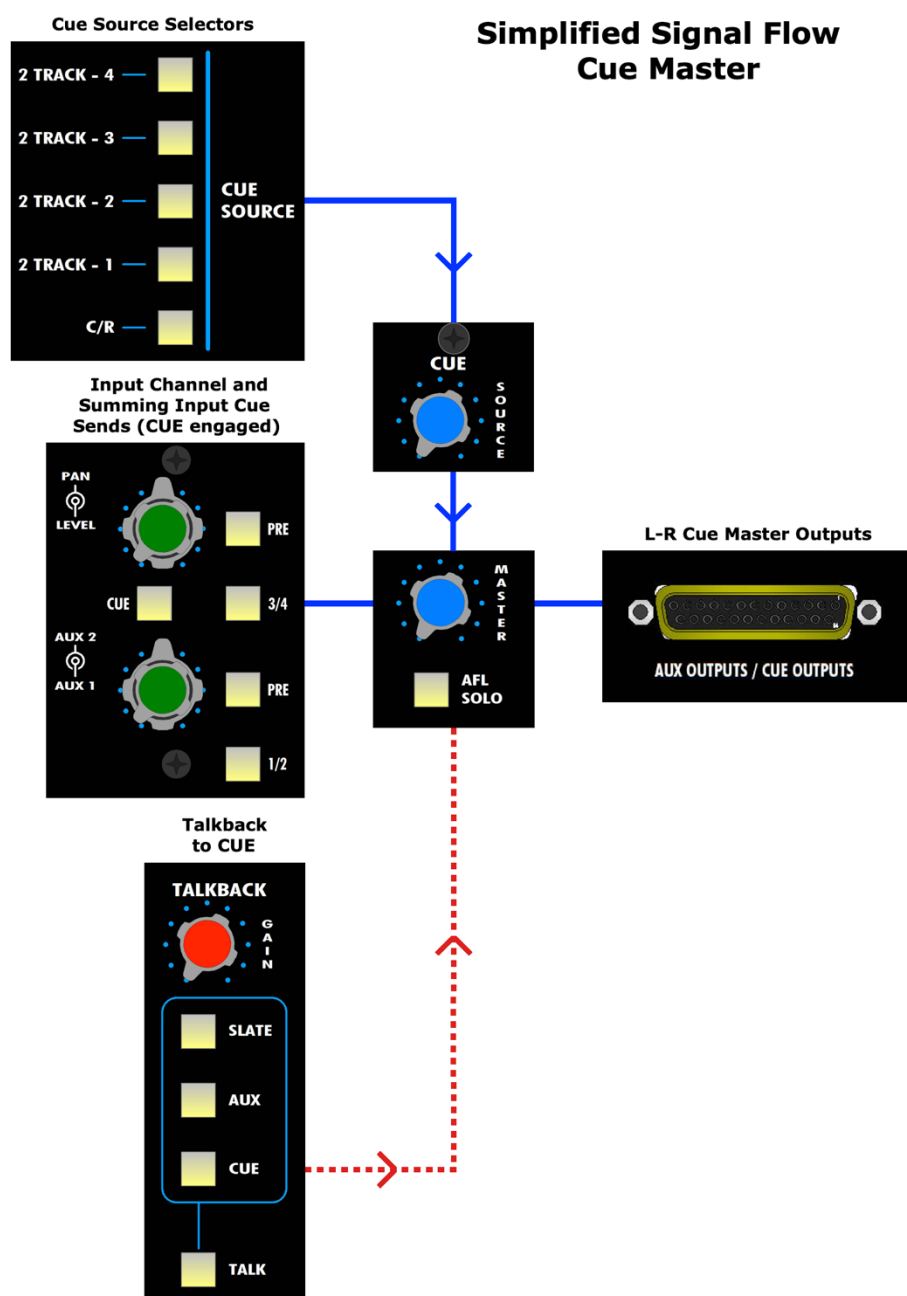 Cue Source Selectors
Simplified Signal Flow
Cue Master
2 TRACK - 4
2 TRACK - 3
2 TRACK - 2
2 TRACK - 1
C/R
CUE
SOURCE
CUE
SOURCE
Input Channel and
Summing Input Cue
Sends (CUE engaged)
PAN
LEVEL
PRE
CUE
3/4
AUX 2
AUX 1
PRE
1/2
MASTER
AFL
SOLO
L-R Cue Master Outputs
AUX OUTPUTS / CUE OUTPUTS
Talkback
to CUE
TALKBACK
GAIN
SLATE
AUX
CUE
TALK